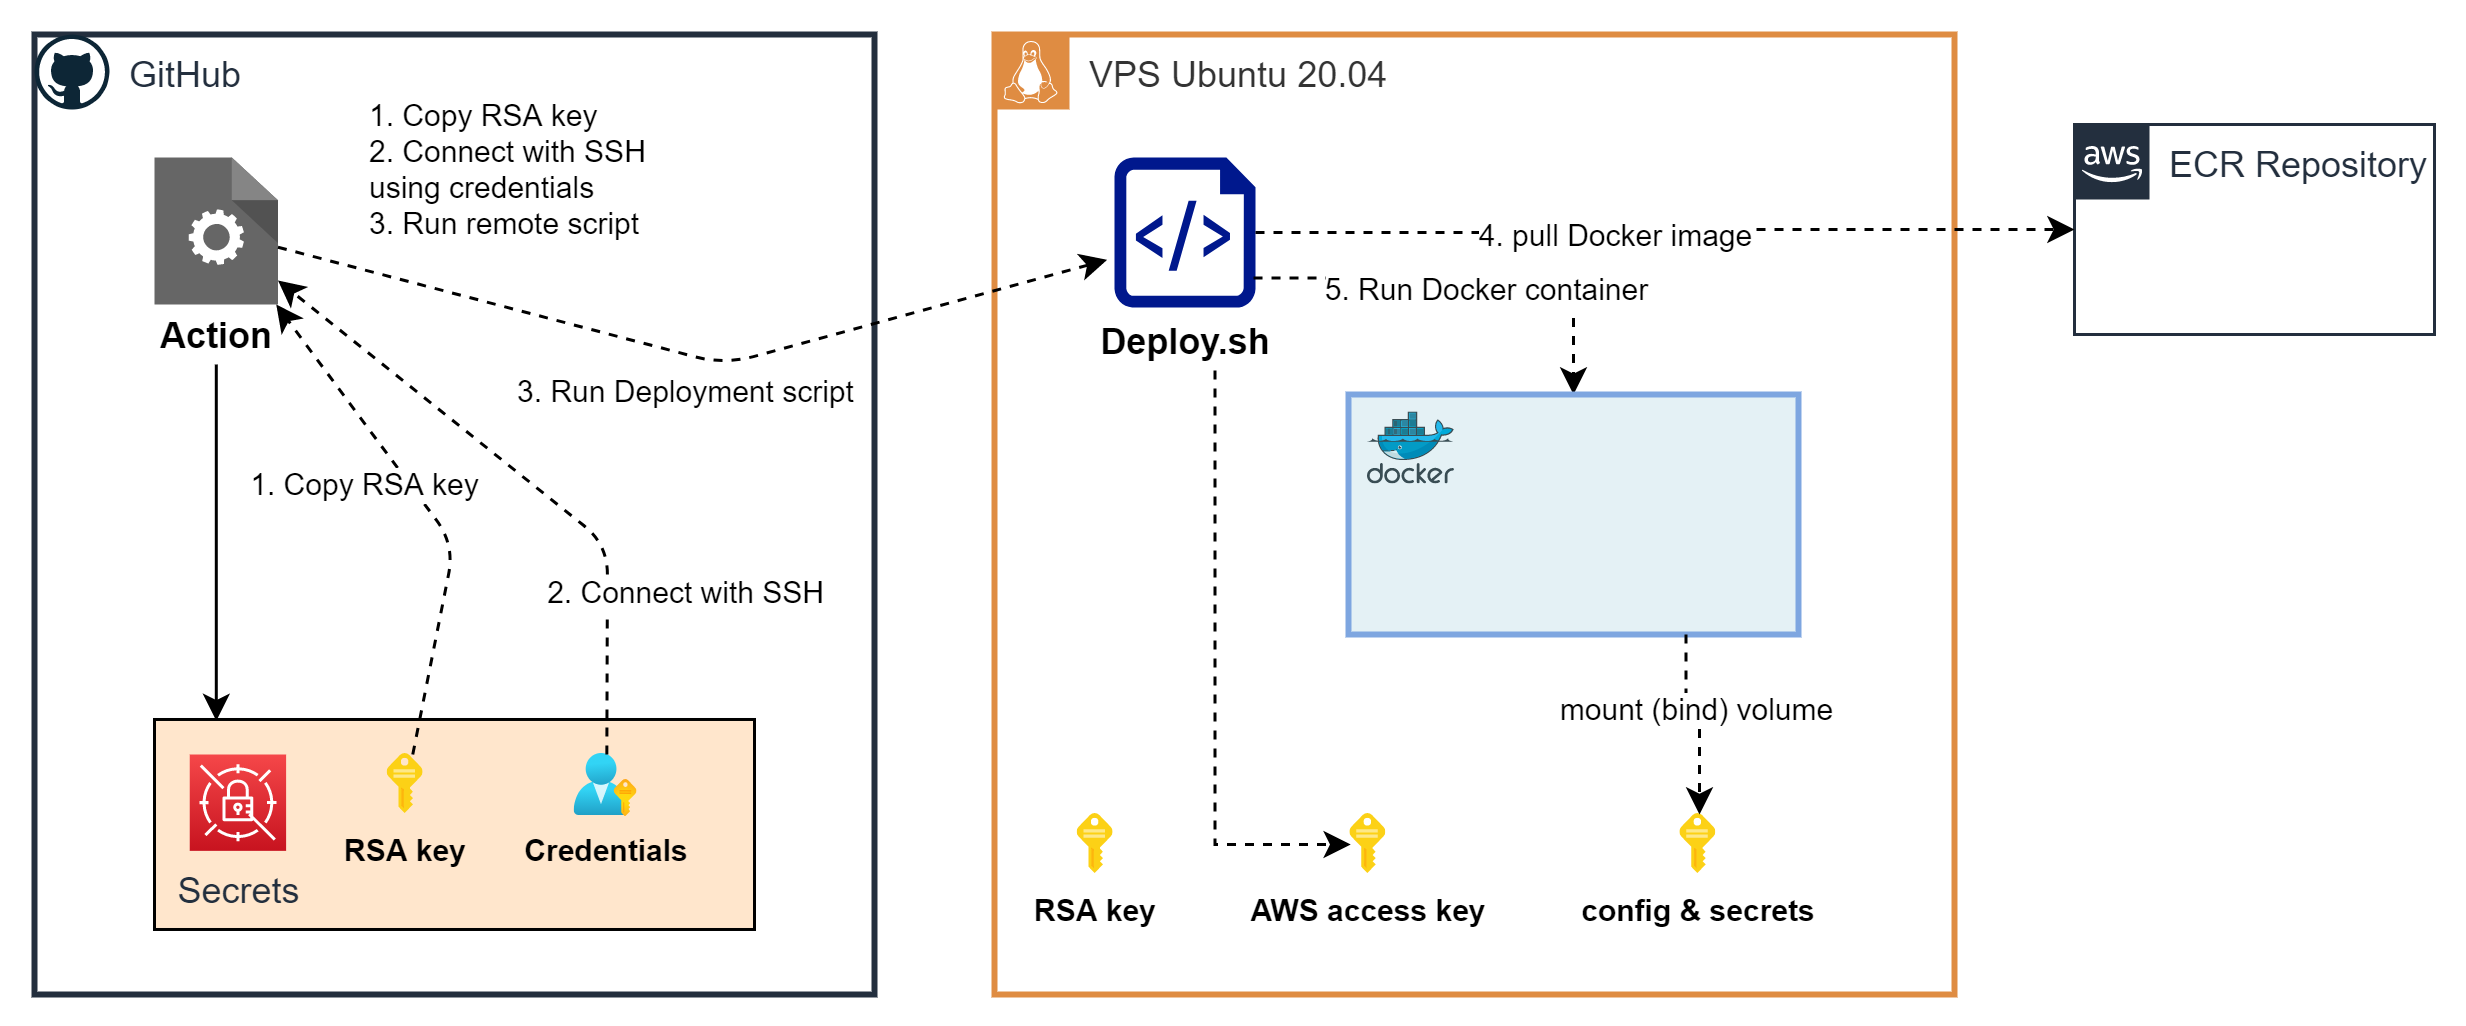 GitHub
1. Copy RSA key
2. Connect with SSH
using credentials
3. Run remote script
Action
3. Run Deployment script
1. Copy RSA key
2. Connect with SSH
Secrets
RSA key
Credentials
VPS Ubuntu 20.04
Deploy.sh
4. pull Docker image
5. Run Docker container
docker
mount (bind) volume
RSA key
AWS access key
config & secrets
aws
ECR Repository